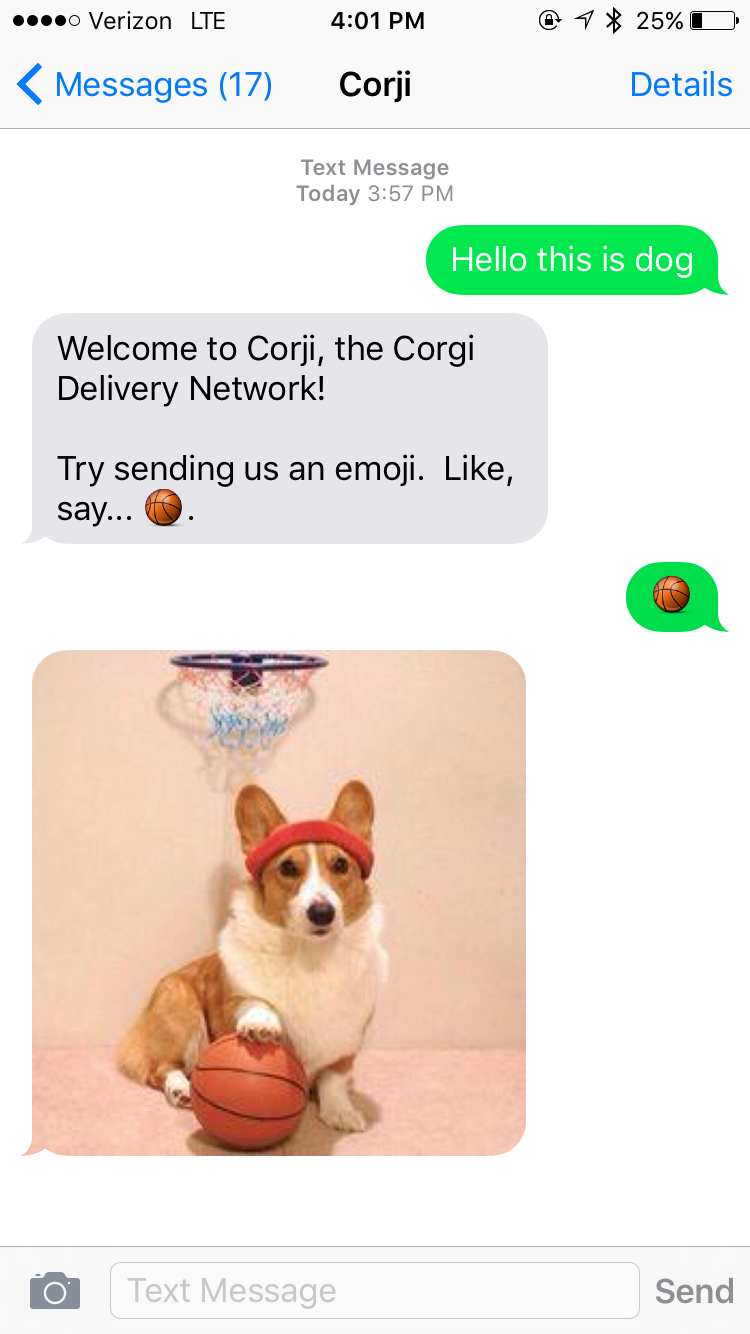 Verizon LTE 4:01 PM 25%
Messages (17) Corji Details
Text Message
Today 3:57 PM
Hello this is dog
Welcome to Corji, the Corgi
Delivery Network!
Try sending us an emoji.  Like,
say... 🏀.
🏀
Text Message Send